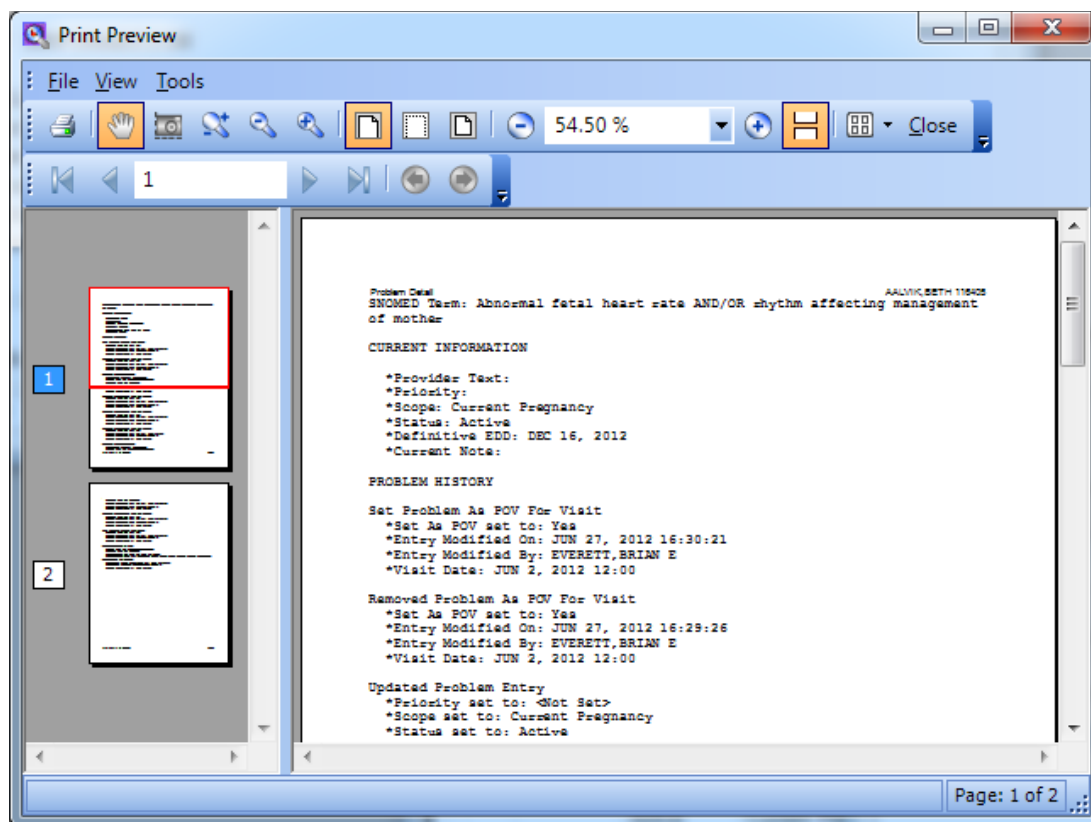 Print Preview
File View Tools
54.50 % Close
1
Problem Detail AALVIK,BETH 116405
SNOMED Term: Abnormal fetal heart rate AND/OR rhythm affecting management
of mother
CURRENT INFORMATION
*Provider Text:
*Priority:
*Scope: Current Pregnancy
*Status: Active
*Definitive EDD: DEC 16, 2012
*Current Note:
PROBLEM HISTORY
Set Problem As POV For Visit
*Set As POV set to: Yes
*Entry Modified On: JUN 27, 2012 16:30:21
*Entry Modified By: EVERETT,BRIAN E
*Visit Date: JUN 2, 2012 12:00
Removed Problem As POV For Visit
*Set As POV set to: Yes
*Entry Modified On: JUN 27, 2012 16:29:26
*Entry Modified By: EVERETT,BRIAN E
*Visit Date: JUN 2, 2012 12:00
Updated Problem Entry
*Priority set to: <Not Set>
*Scope set to: Current Pregnancy
*Status set to: Active
1
2
Page: 1 of 2